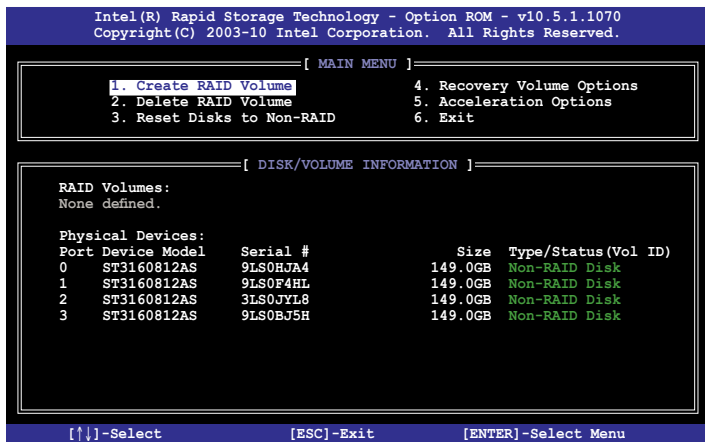 Intel(R) Rapid Storage Technology - Option ROM - v10.5.1.1070
Copyright(C) 2003-10 Intel Corporation. All Rights Reserved.
[ MAIN MENU ]
1. Create RAID Volume 4. Recovery Volume Options
2. Delete RAID Volume 5. Acceleration Options
3. Reset Disks to Non-RAID 6. Exit
[ DISK/VOLUME INFORMATION ]
RAID Volumes:
None defined.
Physical Devices:
Port Device Model Serial # Size Type/Status(Vol ID)
0 ST3160812AS 9LS0HJA4 149.0GB Non-RAID Disk
1 ST3160812AS 9LS0F4HL 149.0GB Non-RAID Disk
2 ST3160812AS 3LS0JYL8 149.0GB Non-RAID Disk
3 ST3160812AS 9LS0BJ5H 149.0GB Non-RAID Disk
[↑↓]-Select [ESC]-Exit [ENTER]-Select Menu